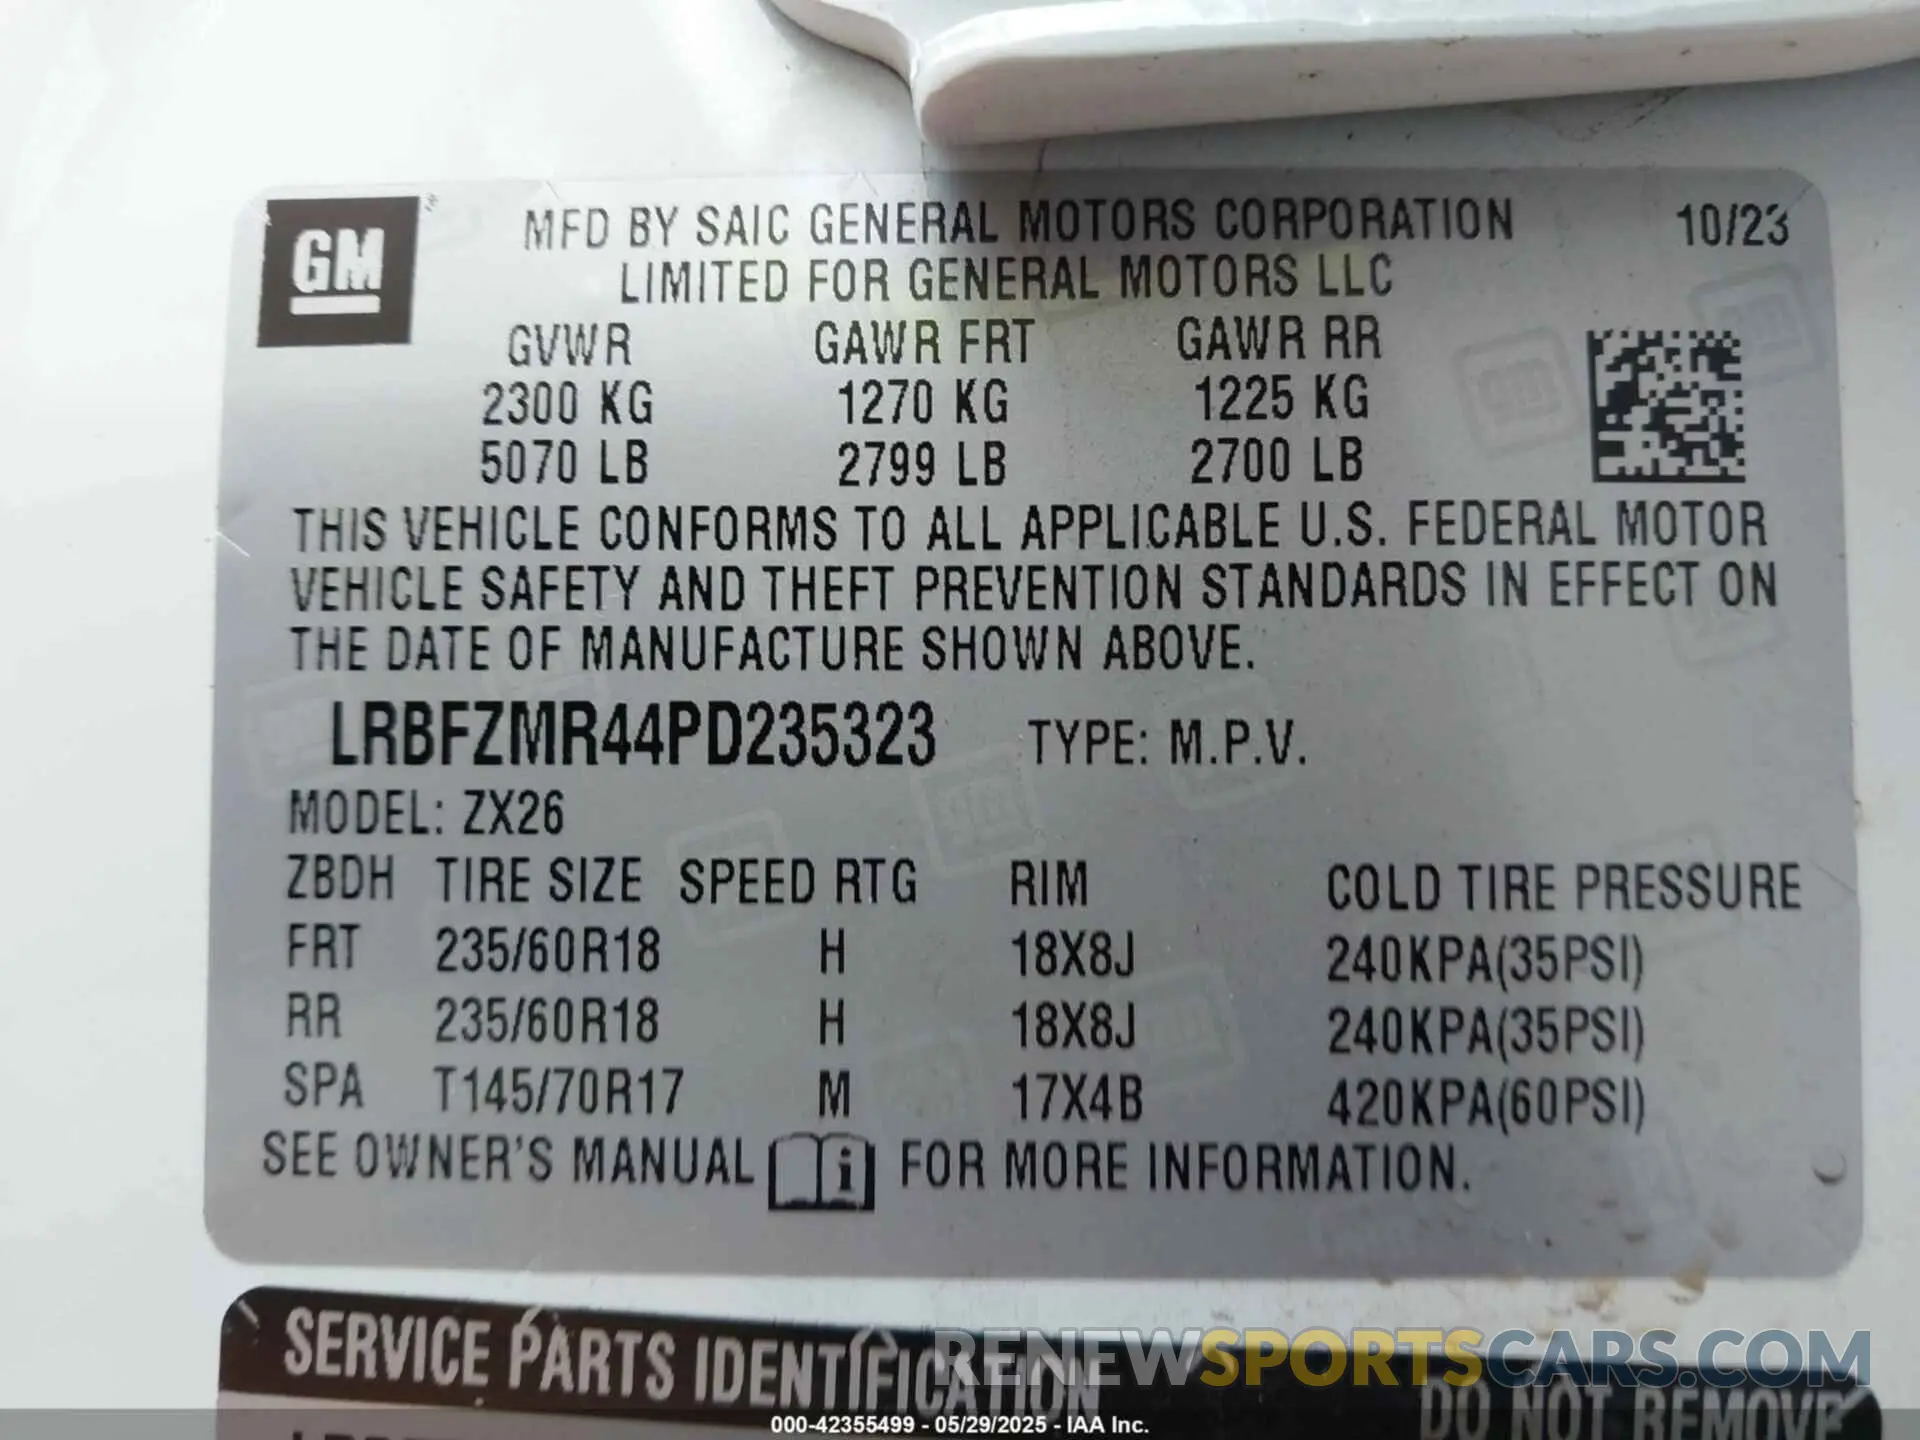 GM
MFD BY SAIC GENERAL MOTORS CORPORATION 10/23
LIMITED FOR GENERAL MOTORS LLC
GVWR GAWR FRT GAWR RR
2300 KG 1270 KG 1225 KG
5070 LB 2799 LB 2700 LB
THIS VEHICLE CONFORMS TO ALL APPLICABLE U.S. FEDERAL MOTOR
VEHICLE SAFETY AND THEFT PREVENTION STANDARDS IN EFFECT ON
THE DATE OF MANUFACTURE SHOWN ABOVE.
LRBFZMR44PD235323 TYPE: M.P.V.
MODEL: ZX26
ZBDH TIRE SIZE SPEED RTG RIM COLD TIRE PRESSURE
FRT 235/60R18 H 18X8J 240KPA(35PSI)
RR 235/60R18 H 18X8J 240KPA(35PSI)
SPA T145/70R17 M 17X4B 420KPA(60PSI)
SEE OWNER'S MANUAL i FOR MORE INFORMATION.
SERVICE PARTS IDENTIFICATION DO NOT REMOVE
RENEWSPORTSCARS.COM
000-42355499 - 05/29/2025 - IAA Inc.